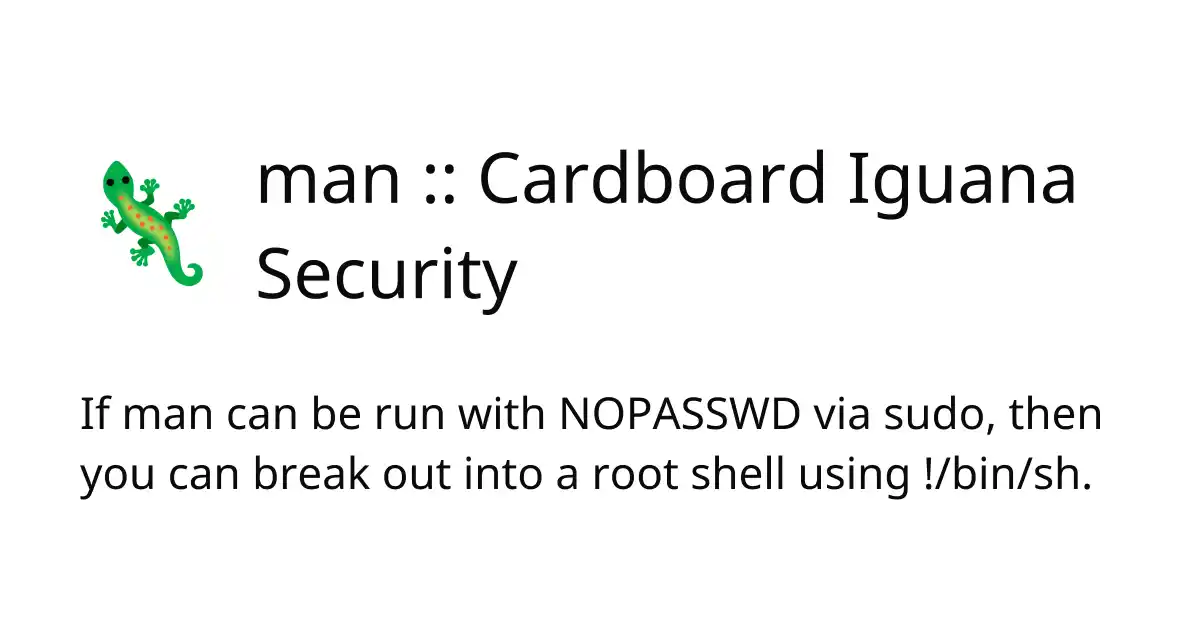 man :: Cardboard Iguana
Security
If man can be run with NOPASSWD via sudo, then
you can break out into a root shell using !/bin/sh.